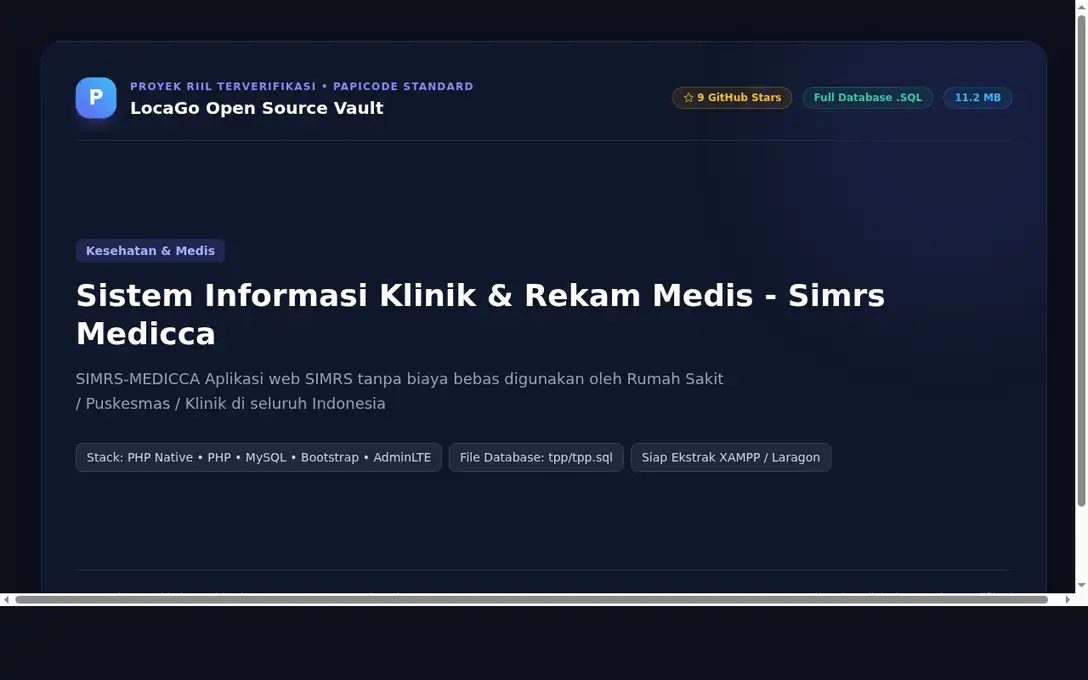 P
PROYEK RIIL TERVERIFIKASI • PAPICODE STANDARD
LocaGo Open Source Vault
☆ 9 GitHub Stars
Full Database .SQL
11.2 MB
Kesehatan & Medis
Sistem Informasi Klinik & Rekam Medis - Simrs
Medicca
SIMRS-MEDICCA Aplikasi web SIMRS tanpa biaya bebas digunakan oleh Rumah Sakit
/ Puskesmas / Klinik di seluruh Indonesia
Stack: PHP Native • PHP • MySQL • Bootstrap • AdminLTE
File Database: tpp/tpp.sql
Siap Ekstrak XAMPP / Laragon